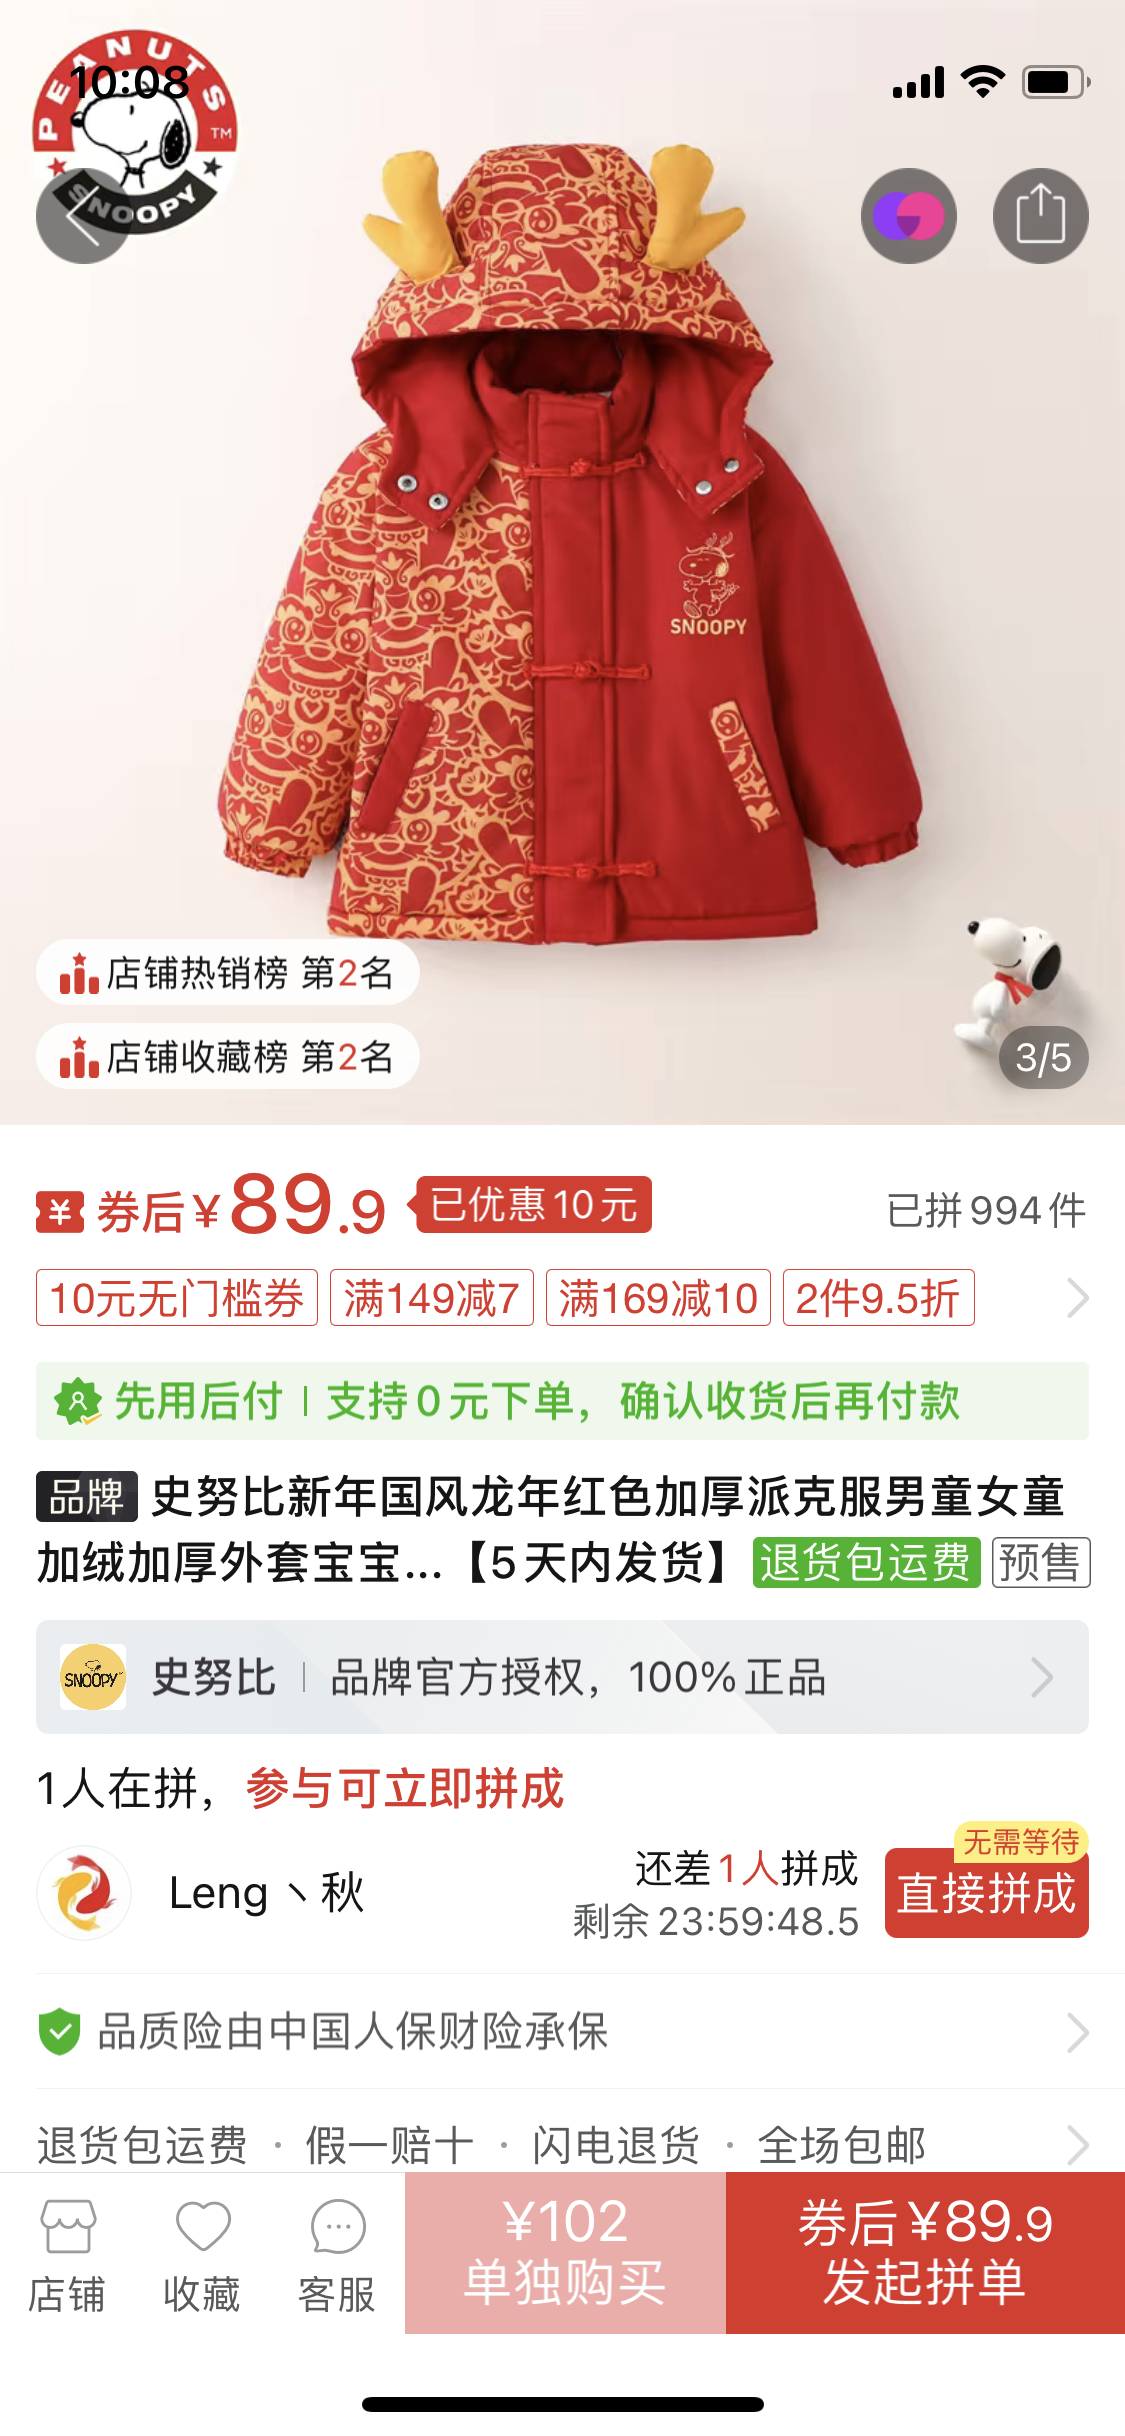 PEANUTS
TM
SNOOPY
10:08
SNOOPY
店铺热销榜 第2名
店铺收藏榜 第2名
3/5
券后¥89.9 已优惠10元 已拼994件
10元无门槛券 满149减7 满169减10 2件9.5折
先用后付 | 支持0元下单，确认收货后再付款
品牌 史努比新年国风龙年红色加厚派克服男童女童
加绒加厚外套宝宝...【5天内发货】 退货包运费 预售
SNOOPY 史努比 | 品牌官方授权，100%正品
1人在拼，参与可立即拼成
无需等待
Leng丶秋 还差1人拼成 直接拼成
剩余23:59:48.5
品质险由中国人保财险承保
退货包运费 · 假一赔十 · 闪电退货 · 全场包邮
店铺 收藏 客服
¥102
单独购买
券后¥89.9
发起拼单